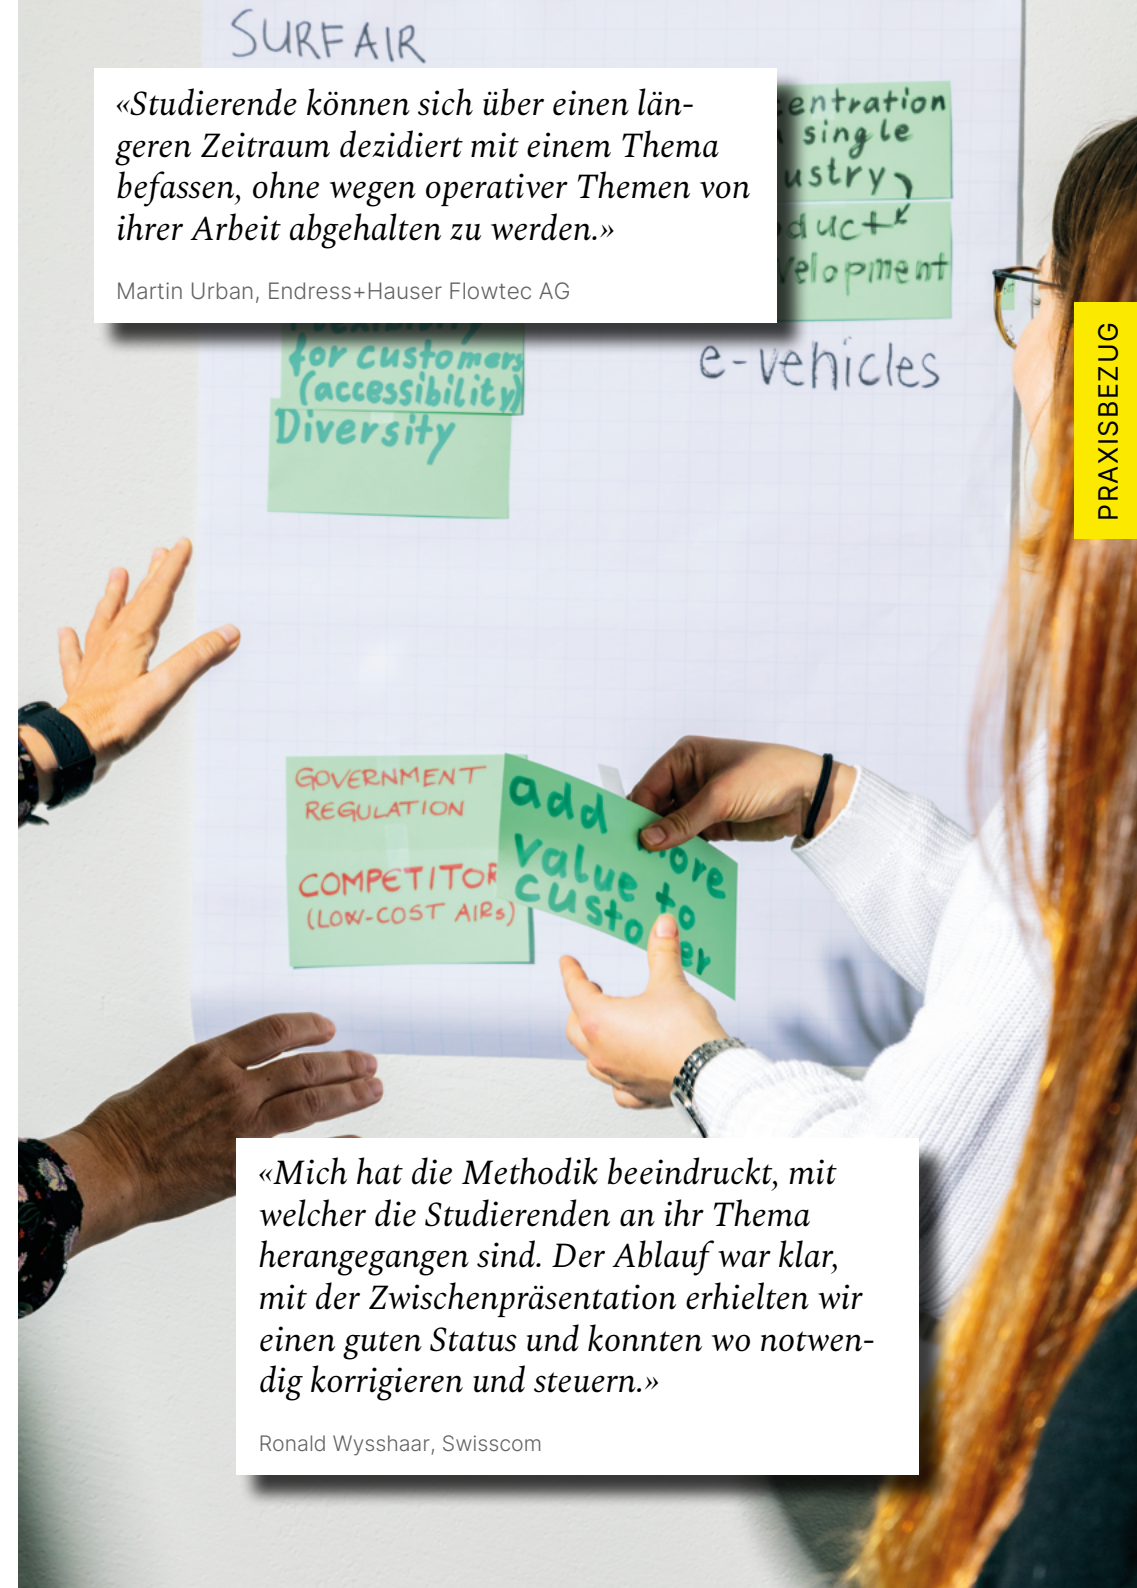 SURFAIR
«Studierende können sich über einen län-
geren Zeitraum dezidiert mit einem Thema
befassen, ohne wegen operativer Themen von
ihrer Arbeit abgehalten zu werden.»
Martin Urban, Endress+Hauser Flowtec AG
single
e-vehicles
for customers
(accessibility)
Diversity
PRAXISBEZUG
GOVERNMENT
REGULATION
COMPETITOR
(LOW-COST AIRs)
add more
value to
customer
«Mich hat die Methodik beeindruckt, mit
welcher die Studierenden an ihr Thema
herangegangen sind. Der Ablauf war klar,
mit der Zwischenpräsentation erhielten wir
einen guten Status und konnten wo notwen-
dig korrigieren und steuern.»
Ronald Wysshaar, Swisscom